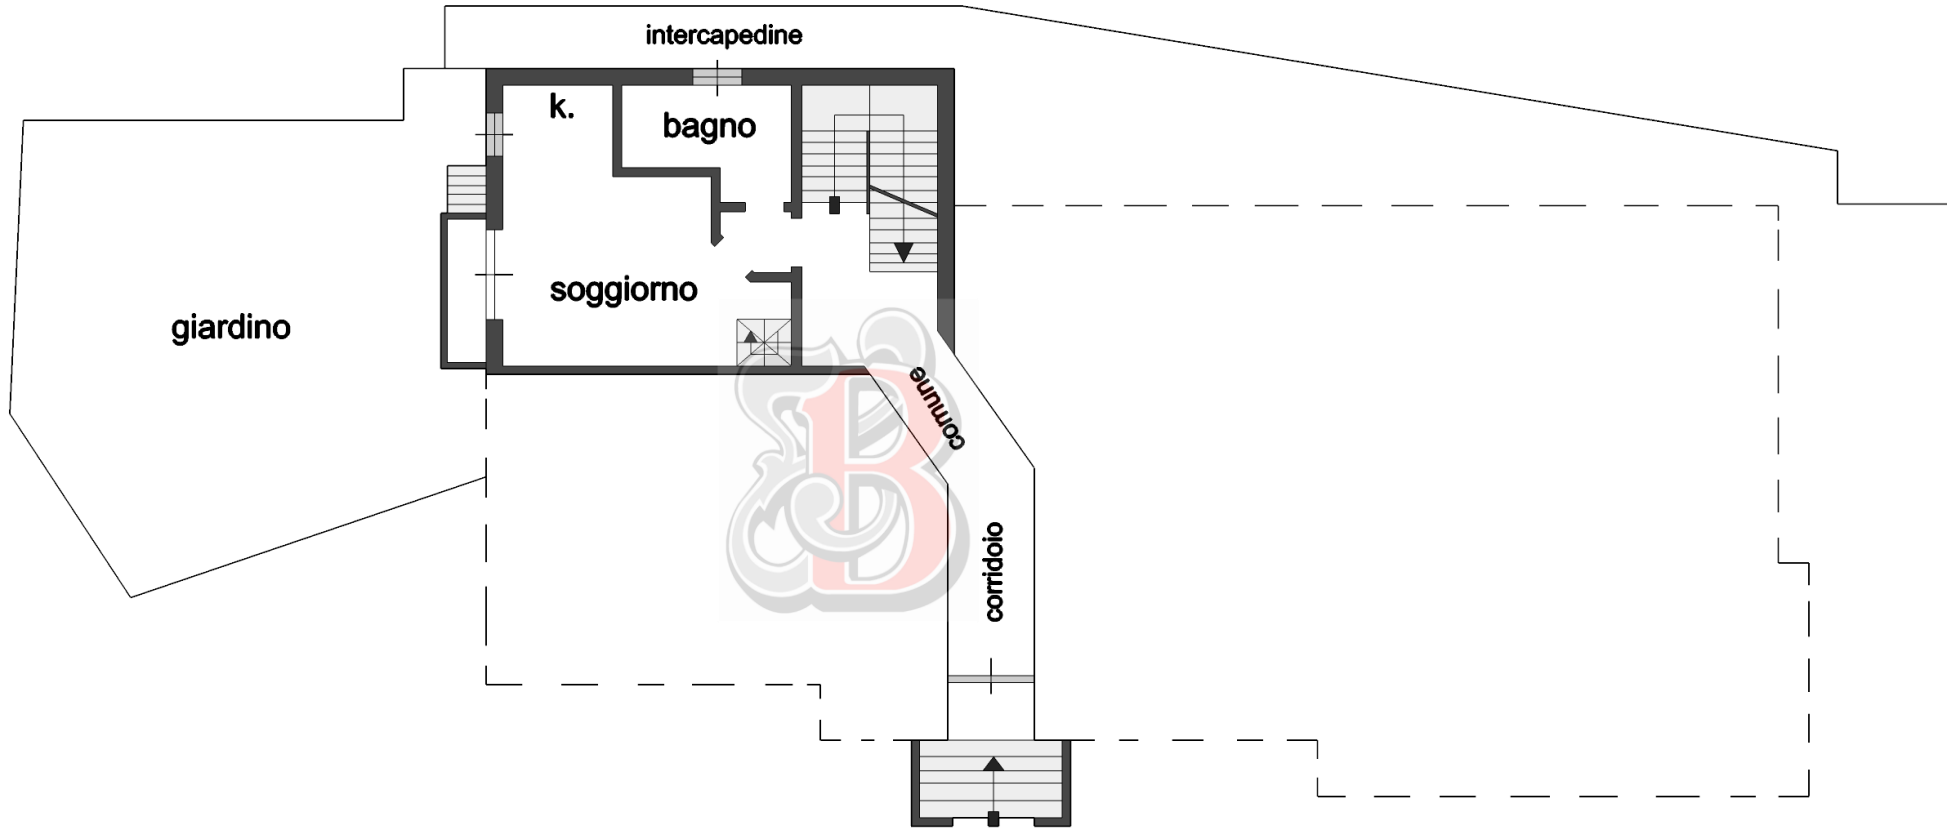 intercapedine
k.
bagno
soggiorno
giardino
comune
corridoio
B